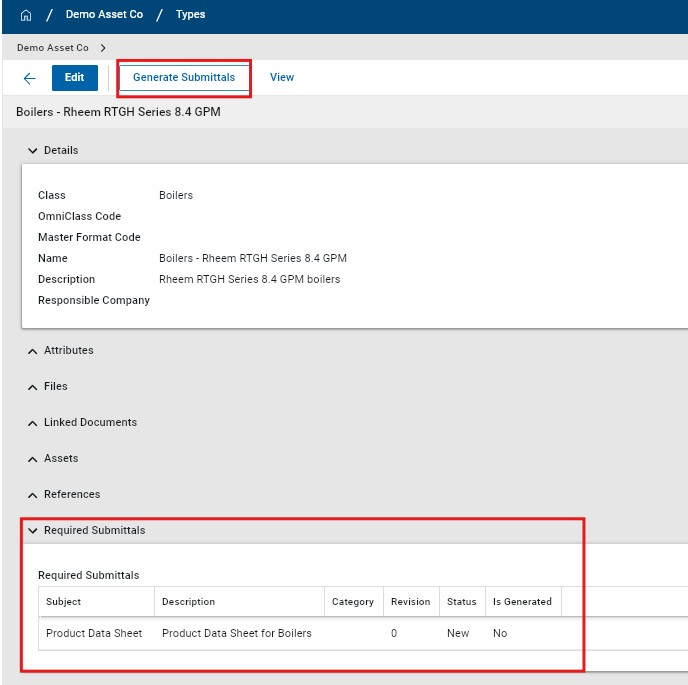 / Demo Asset Co / Types
Demo Asset Co >
Edit Generate Submittals View
Boilers - Rheem RTGH Series 8.4 GPM
Details
Class Boilers
OmniClass Code
Master Format Code
Name Boilers - Rheem RTGH Series 8.4 GPM
Description Rheem RTGH Series 8.4 GPM boilers
Responsible Company
Attributes
Files
Linked Documents
Assets
References
Required Submittals
Required Submittals
Subject Description Category Revision Status Is Generated
Product Data Sheet Product Data Sheet for Boilers 0 New No